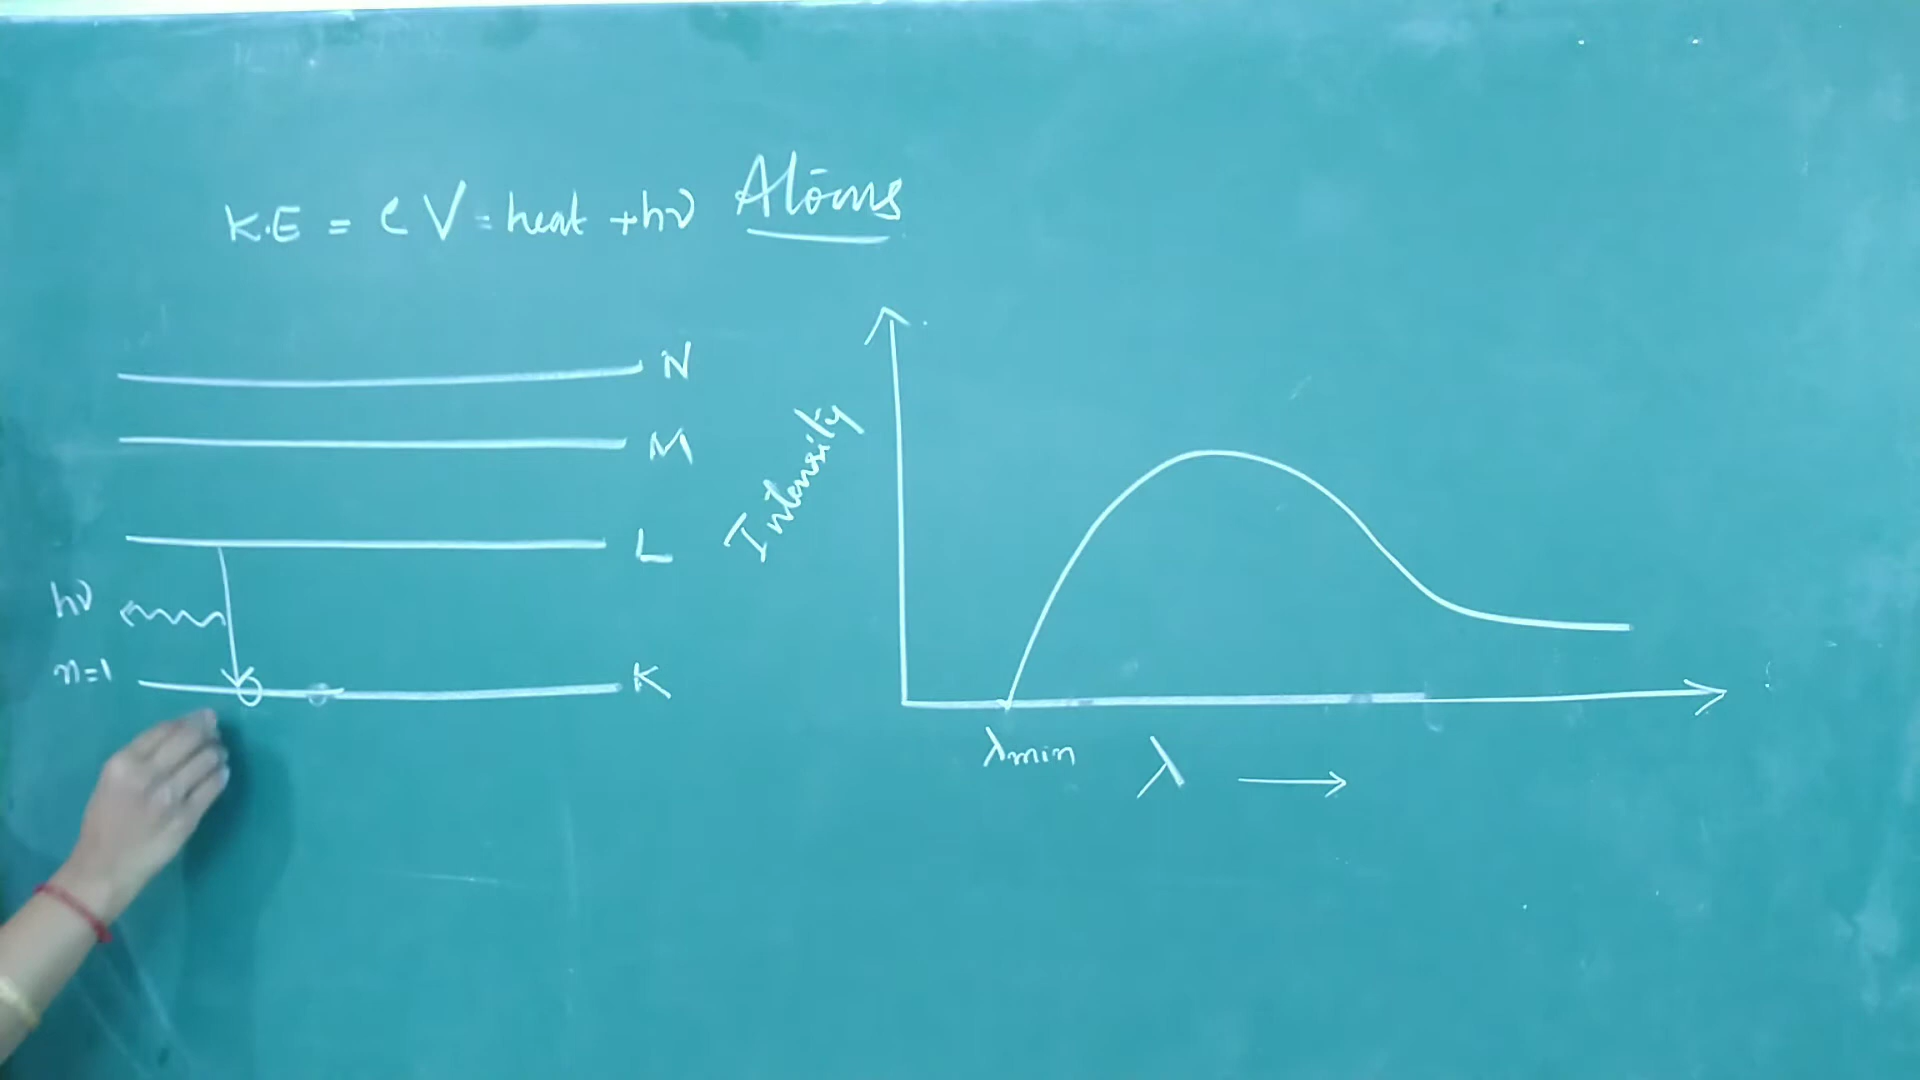 K.E = eV = heat + hν Atoms
N
M
L
hν
n=1 K
Intensity
λmin λ →